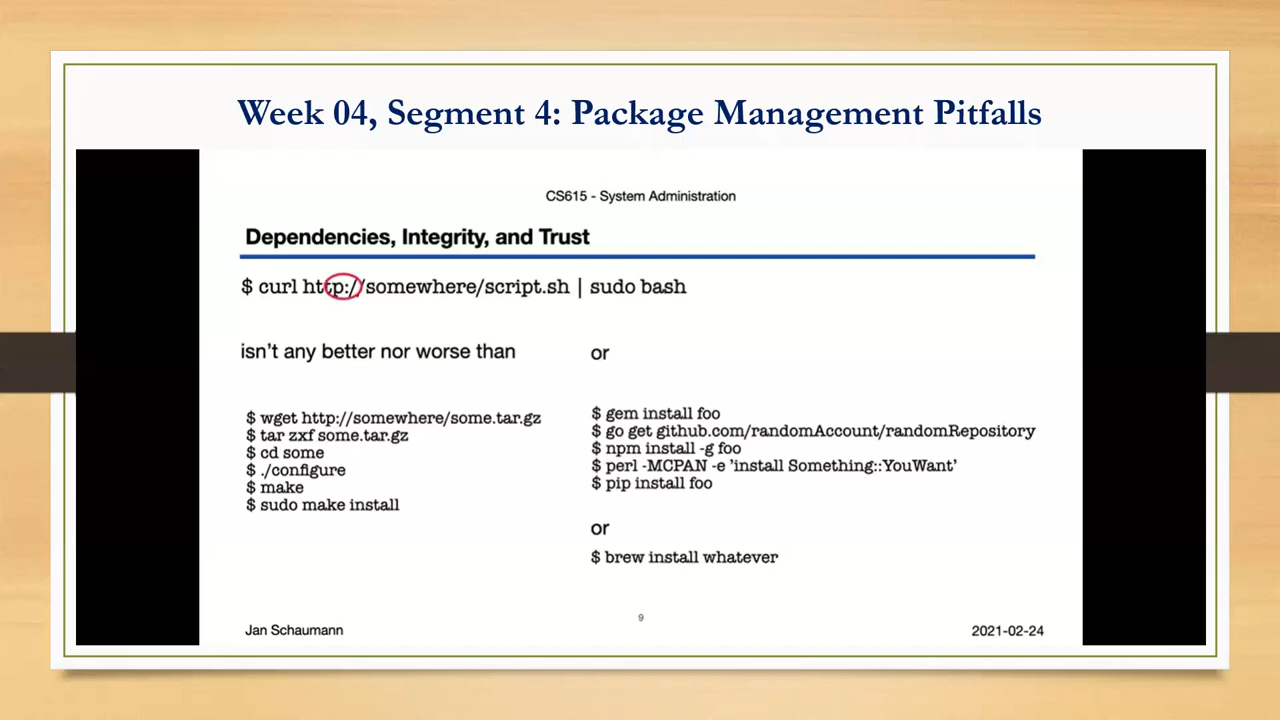 Week 04, Segment 4: Package Management Pitfalls
CS615 - System Administration
Dependencies, Integrity, and Trust
$ curl http://somewhere/script.sh | sudo bash
isn't any better nor worse than
$ wget http://somewhere/some.tar.gz
$ tar zxf some.tar.gz
$ cd some
$ ./configure
$ make
$ sudo make install
or
$ gem install foo
$ go get github.com/randomAccount/randomRepository
$ npm install -g foo
$ perl -MCPAN -e 'install Something::YouWant'
$ pip install foo
or
$ brew install whatever
9
Jan Schaumann
2021-02-24